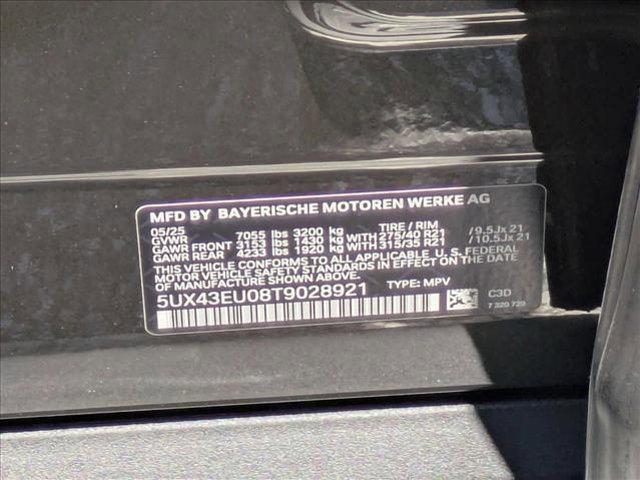 MFD BY BAYERISCHE MOTOREN WERKE AG
05/25 TIRE / RIM
GVWR 7055 lbs 3200 kg
GAWR FRONT 3153 lbs 1430 kg WITH 275/40 R21 / 9.5Jx 21
GAWR REAR 4233 lbs 1920 kg WITH 315/35 R21 / 10.5Jx 21
THIS VEHICLE CONFORMS TO ALL APPLICABLE U.S. FEDERAL
MOTOR VEHICLE SAFETY STANDARDS IN EFFECT ON THE DATE
OF MANUFACTURE SHOWN ABOVE.
5UX43EU08T9028921 TYPE: MPV
C3D
7 320 729